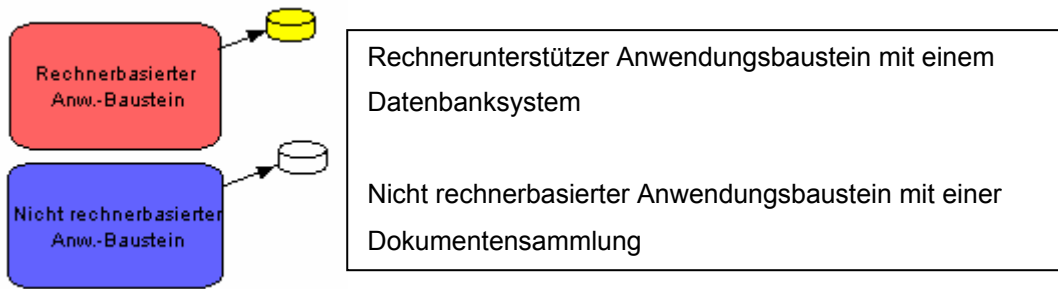 Rechnerbasierter
Anw.-Baustein
Rechnerunterstützer Anwendungsbaustein mit einem
Datenbanksystem
Nicht rechnerbasierter
Anw.-Baustein
Nicht rechnerbasierter Anwendungsbaustein mit einer
Dokumentensammlung